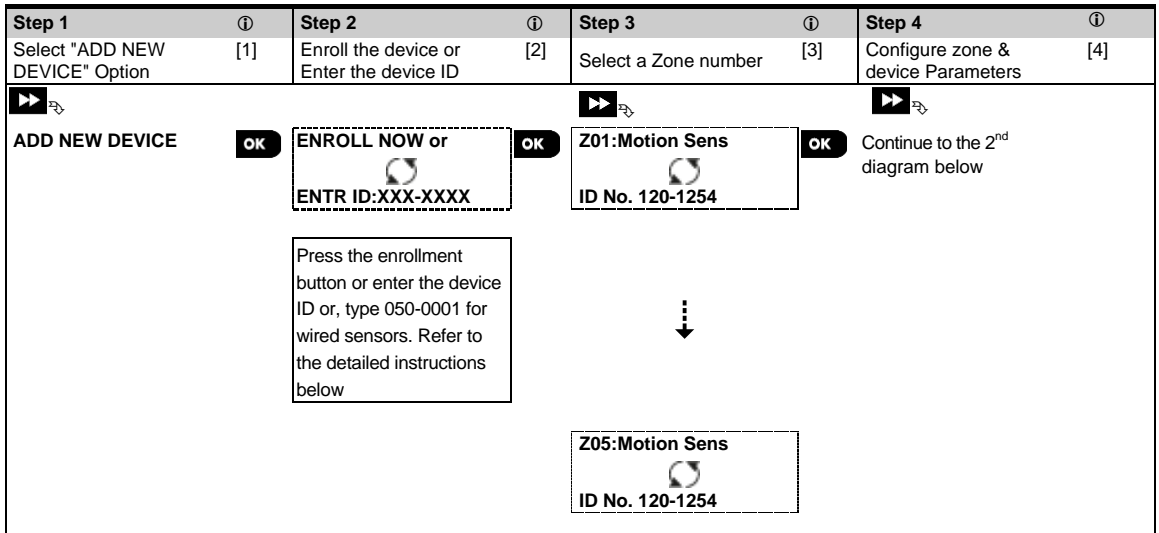 Step 1 ⓘ Step 2 ⓘ Step 3 ⓘ Step 4 ⓘ
Select "ADD NEW
DEVICE" Option
[1]
Enroll the device or
Enter the device ID
[2]
Select a Zone number
[3]
Configure zone &
device Parameters
[4]
ADD NEW DEVICE
OK
ENROLL NOW or
ENTR ID:XXX-XXXX
OK
Z01:Motion Sens
ID No. 120-1254
OK
Continue to the 2nd
diagram below
Press the enrollment
button or enter the device
ID or, type 050-0001 for
wired sensors. Refer to
the detailed instructions
below
Z05:Motion Sens
ID No. 120-1254